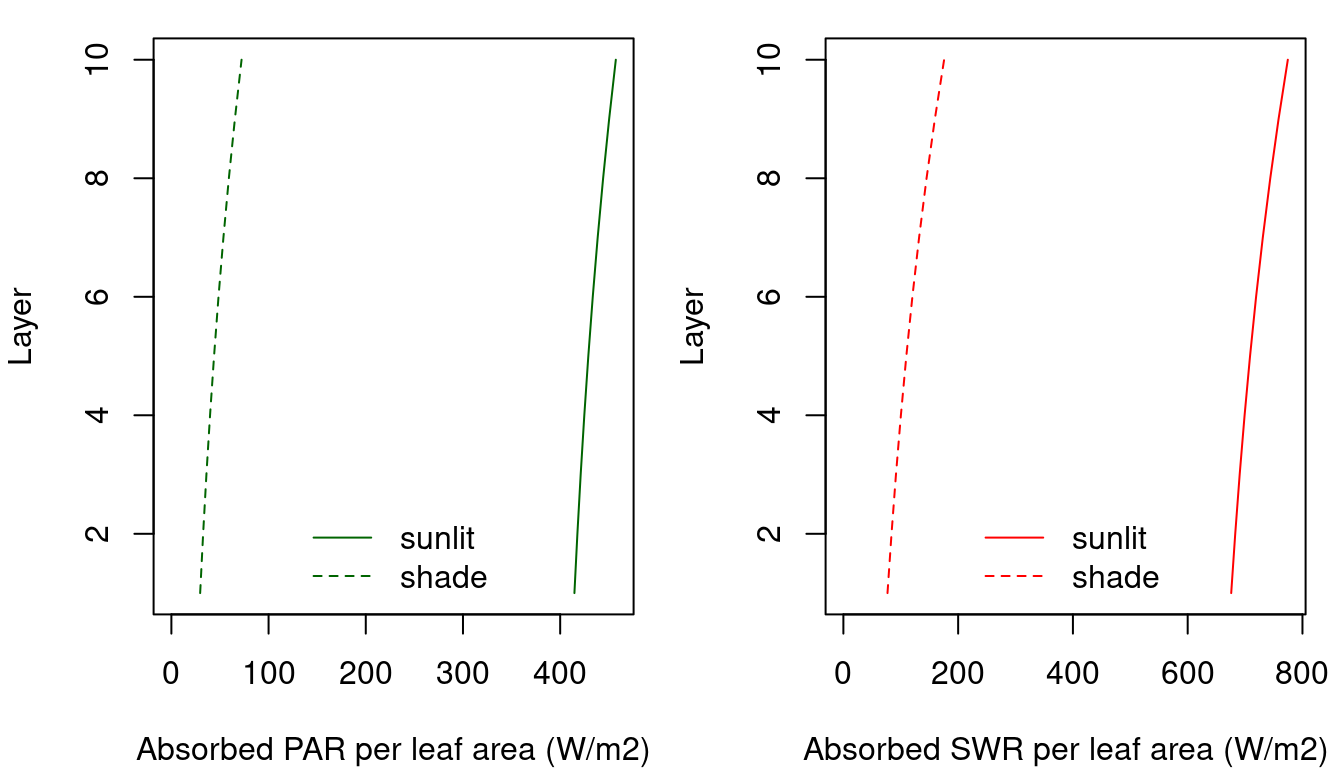 10
8
6
4
2
Layer
sunlit
shade
0 100 200 300 400
Absorbed PAR per leaf area (W/m2)
10
8
6
4
2
Layer
sunlit
shade
0 200 400 600 800
Absorbed SWR per leaf area (W/m2)